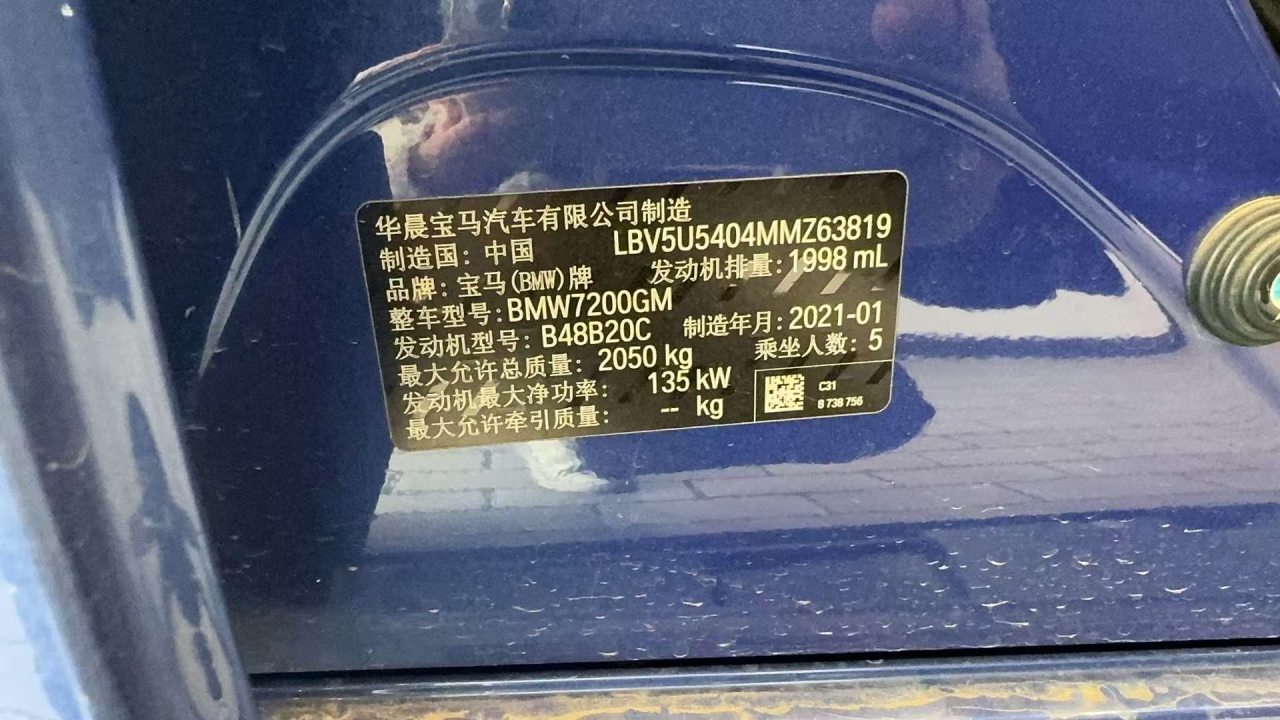 华晨宝马汽车有限公司制造
制造国: 中国 LBV5U5404MMZ63819
品牌: 宝马(BMW)牌 发动机排量: 1998 mL
整车型号: BMW7200GM
发动机型号: B48B20C 制造年月: 2021-01
最大允许总质量: 2050 kg 乘坐人数: 5
发动机最大净功率: 135 kW
最大允许牵引质量: -- kg
C31
8 738 756